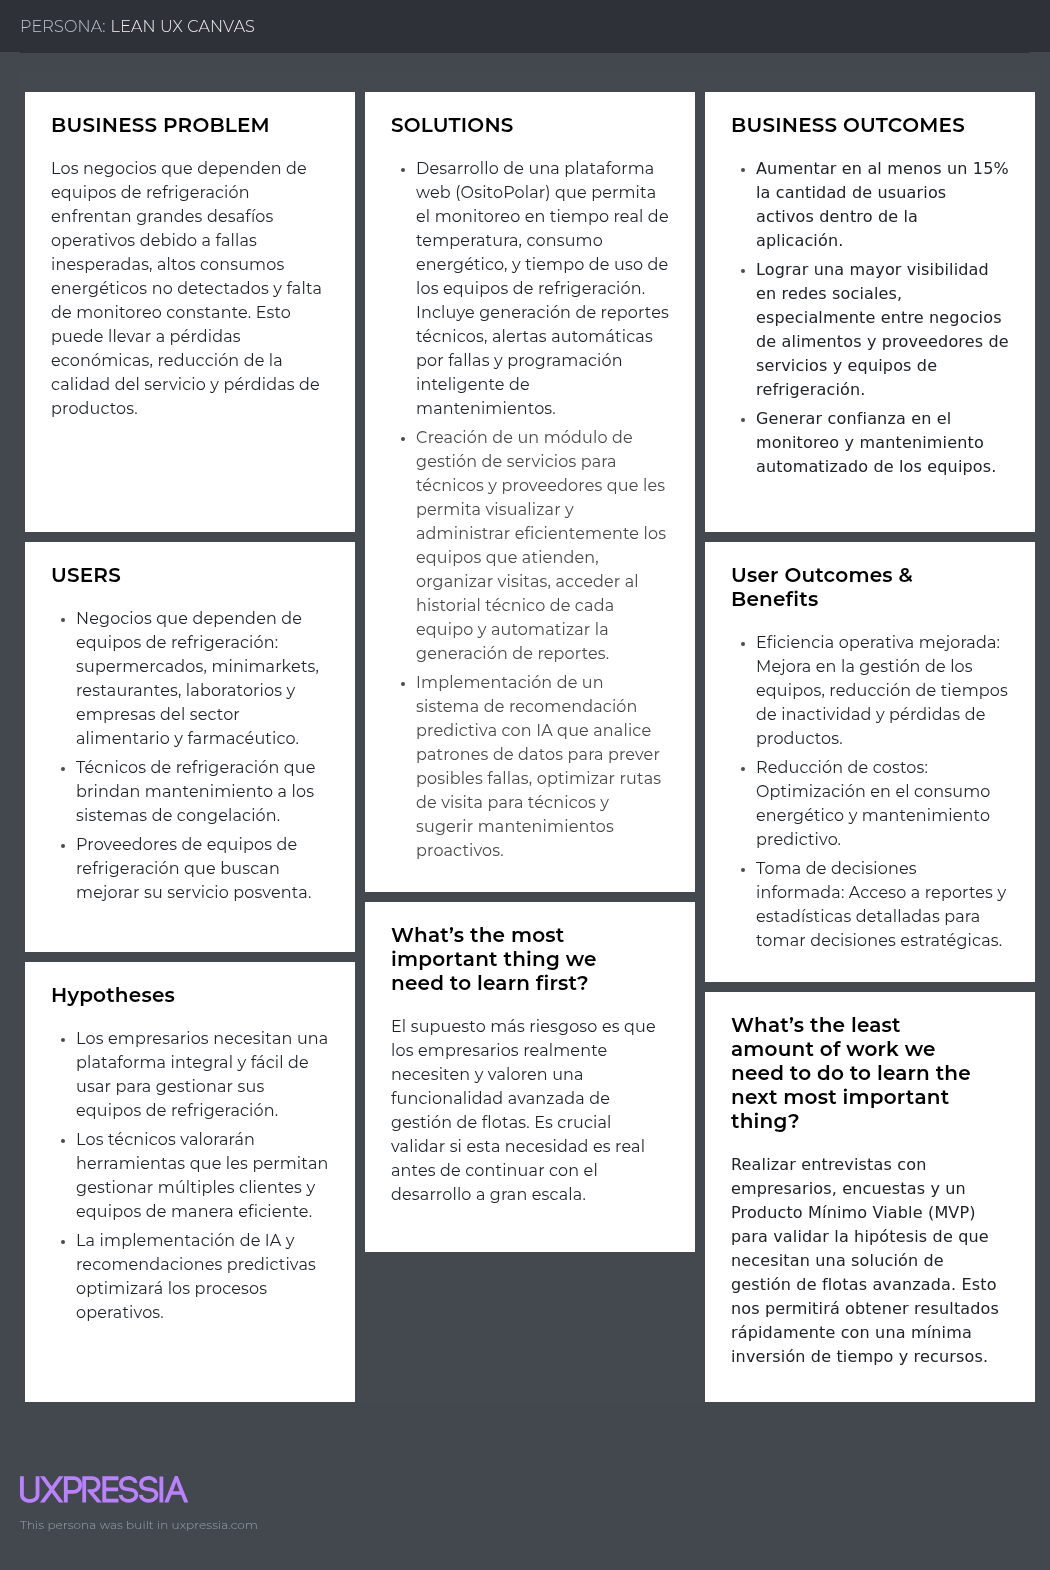 PERSONA: LEAN UX CANVAS
BUSINESS PROBLEM
Los negocios que dependen de
equipos de refrigeración
enfrentan grandes desafíos
operativos debido a fallas
inesperadas, altos consumos
energéticos no detectados y falta
de monitoreo constante. Esto
puede llevar a pérdidas
económicas, reducción de la
calidad del servicio y pérdidas de
productos.
USERS
• Negocios que dependen de
equipos de refrigeración:
supermercados, minimarkets,
restaurantes, laboratorios y
empresas del sector
alimentario y farmacéutico.
• Técnicos de refrigeración que
brindan mantenimiento a los
sistemas de congelación.
• Proveedores de equipos de
refrigeración que buscan
mejorar su servicio posventa.
Hypotheses
• Los empresarios necesitan una
plataforma integral y fácil de
usar para gestionar sus
equipos de refrigeración.
• Los técnicos valorarán
herramientas que les permitan
gestionar múltiples clientes y
equipos de manera eficiente.
• La implementación de IA y
recomendaciones predictivas
optimizará los procesos
operativos.
SOLUTIONS
• Desarrollo de una plataforma
web (OsitoPolar) que permita
el monitoreo en tiempo real de
temperatura, consumo
energético, y tiempo de uso de
los equipos de refrigeración.
Incluye generación de reportes
técnicos, alertas automáticas
por fallas y programación
inteligente de
mantenimientos.
• Creación de un módulo de
gestión de servicios para
técnicos y proveedores que les
permita visualizar y
administrar eficientemente los
equipos que atienden,
organizar visitas, acceder al
historial técnico de cada
equipo y automatizar la
generación de reportes.
• Implementación de un
sistema de recomendación
predictiva con IA que analice
patrones de datos para prever
posibles fallas, optimizar rutas
de visita para técnicos y
sugerir mantenimientos
proactivos.
What’s the most
important thing we
need to learn first?
El supuesto más riesgoso es que
los empresarios realmente
necesiten y valoren una
funcionalidad avanzada de
gestión de flotas. Es crucial
validar si esta necesidad es real
antes de continuar con el
desarrollo a gran escala.
BUSINESS OUTCOMES
• Aumentar en al menos un 15%
la cantidad de usuarios
activos dentro de la
aplicación.
• Lograr una mayor visibilidad
en redes sociales,
especialmente entre negocios
de alimentos y proveedores de
servicios y equipos de
refrigeración.
• Generar confianza en el
monitoreo y mantenimiento
automatizado de los equipos.
User Outcomes &
Benefits
• Eficiencia operativa mejorada:
Mejora en la gestión de los
equipos, reducción de tiempos
de inactividad y pérdidas de
productos.
• Reducción de costos:
Optimización en el consumo
energético y mantenimiento
predictivo.
• Toma de decisiones
informada: Acceso a reportes y
estadísticas detalladas para
tomar decisiones estratégicas.
What’s the least
amount of work we
need to do to learn the
next most important
thing?
Realizar entrevistas con
empresarios, encuestas y un
Producto Mínimo Viable (MVP)
para validar la hipótesis de que
necesitan una solución de
gestión de flotas avanzada. Esto
nos permitirá obtener resultados
rápidamente con una mínima
inversión de tiempo y recursos.
UXPRESSIA
This persona was built in uxpressia.com